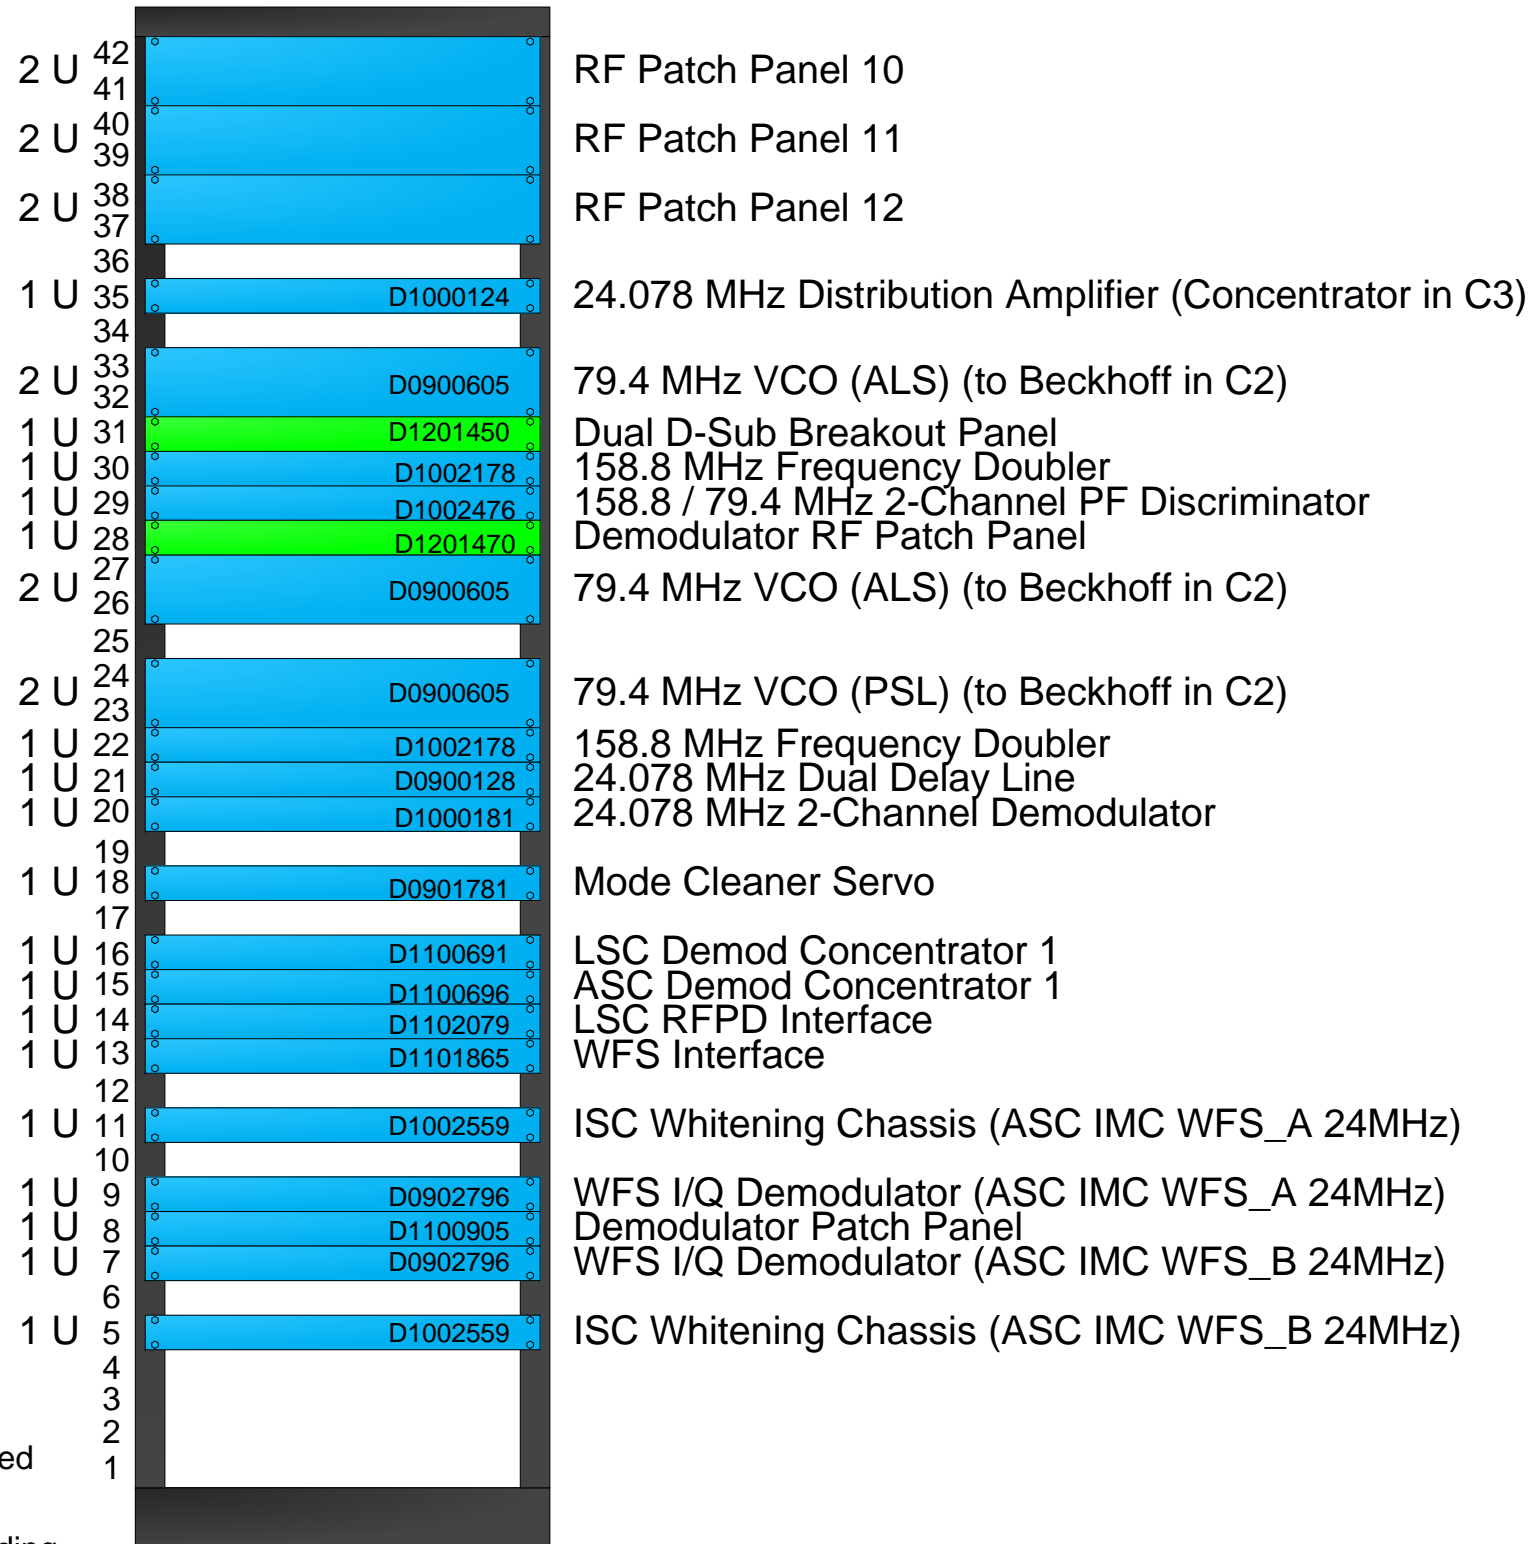 2 U 42 41 RF Patch Panel 10
2 U 40 39 RF Patch Panel 11
2 U 38 37 RF Patch Panel 12
36
1 U 35 D1000124 24.078 MHz Distribution Amplifier (Concentrator in C3)
34
2 U 33 32 D0900605 79.4 MHz VCO (ALS) (to Beckhoff in C2)
1 U 31 D1201450 Dual D-Sub Breakout Panel
1 U 30 D1002178 158.8 MHz Frequency Doubler
1 U 29 D1002476 158.8 / 79.4 MHz 2-Channel PF Discriminator
1 U 28 D1201470 Demodulator RF Patch Panel
2 U 27 26 D0900605 79.4 MHz VCO (ALS) (to Beckhoff in C2)
25
2 U 24 23 D0900605 79.4 MHz VCO (PSL) (to Beckhoff in C2)
1 U 22 D1002178 158.8 MHz Frequency Doubler
1 U 21 D0900128 24.078 MHz Dual Delay Line
1 U 20 D1000181 24.078 MHz 2-Channel Demodulator
19
1 U 18 D0901781 Mode Cleaner Servo
17
1 U 16 D1100691 LSC Demod Concentrator 1
1 U 15 D1100696 ASC Demod Concentrator 1
1 U 14 D1102079 LSC RFPD Interface
1 U 13 D1101865 WFS Interface
12
1 U 11 D1002559 ISC Whitening Chassis (ASC IMC WFS_A 24MHz)
10
1 U 9 D0902796 WFS I/Q Demodulator (ASC IMC WFS_A 24MHz)
1 U 8 D1100905 Demodulator Patch Panel
1 U 7 D0902796 WFS I/Q Demodulator (ASC IMC WFS_B 24MHz)
6
1 U 5 D1002559 ISC Whitening Chassis (ASC IMC WFS_B 24MHz)
4
3
2
ed 1